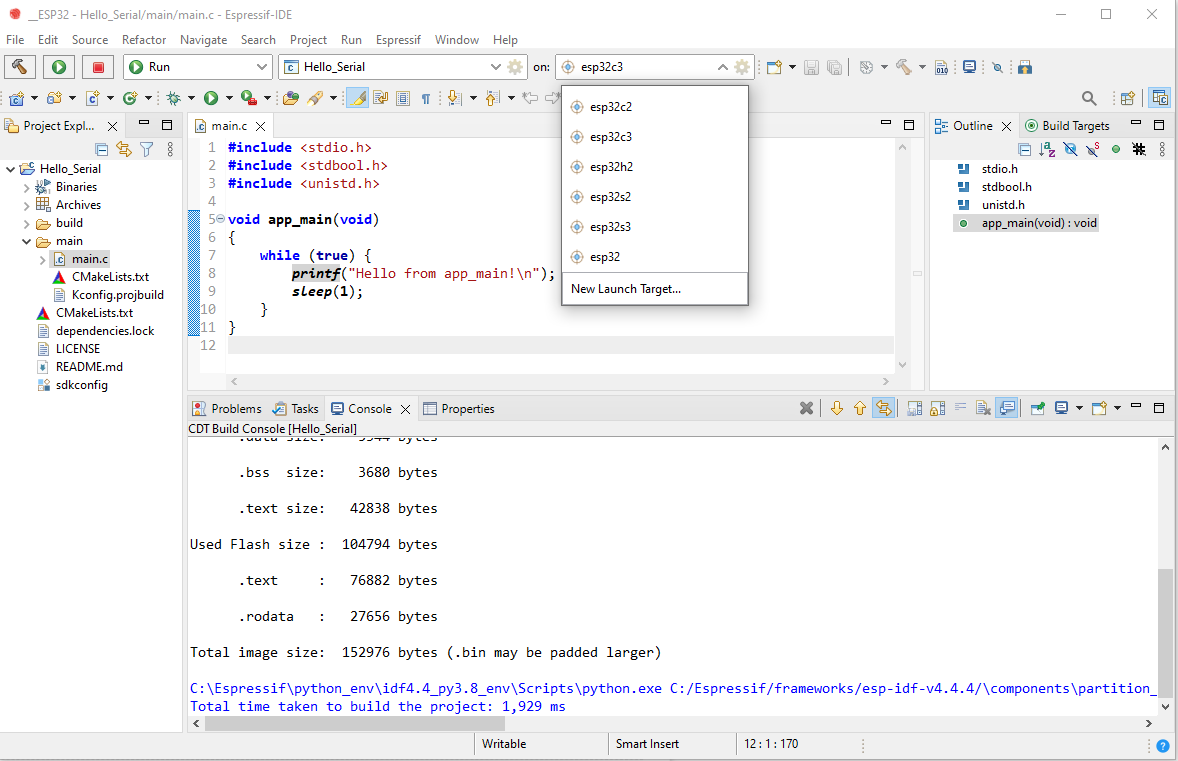 __ESP32 - Hello_Serial/main/main.c - Espressif-IDE
File Edit Source Refactor Navigate Search Project Run Espressif Window Help
Run
Hello_Serial
on:
esp32c3
010
esp32c2
esp32c3
esp32h2
esp32s2
esp32s3
esp32
New Launch Target...
Project Expl...
Hello_Serial
Binaries
Archives
build
main
main.c
CMakeLists.txt
Kconfig.projbuild
CMakeLists.txt
dependencies.lock
LICENSE
README.md
sdkconfig
main.c
1 #include <stdio.h>
2 #include <stdbool.h>
3 #include <unistd.h>
4
5 void app_main(void)
6 {
7 while (true) {
8 printf("Hello from app_main!\n");
9 sleep(1);
10 }
11 }
12
Outline
Build Targets
stdio.h
stdbool.h
unistd.h
app_main(void) : void
Problems
Tasks
Console
Properties
CDT Build Console [Hello_Serial]
.data size: 9944 bytes
.bss size: 3680 bytes
.text size: 42838 bytes
Used Flash size : 104794 bytes
.text : 76882 bytes
.rodata : 27656 bytes
Total image size: 152976 bytes (.bin may be padded larger)
C:\Espressif\python_env\idf4.4_py3.8_env\Scripts\python.exe C:/Espressif/frameworks/esp-idf-v4.4.4/\components\partition_
Total time taken to build the project: 1,929 ms
Writable
Smart Insert
12 : 1 : 170